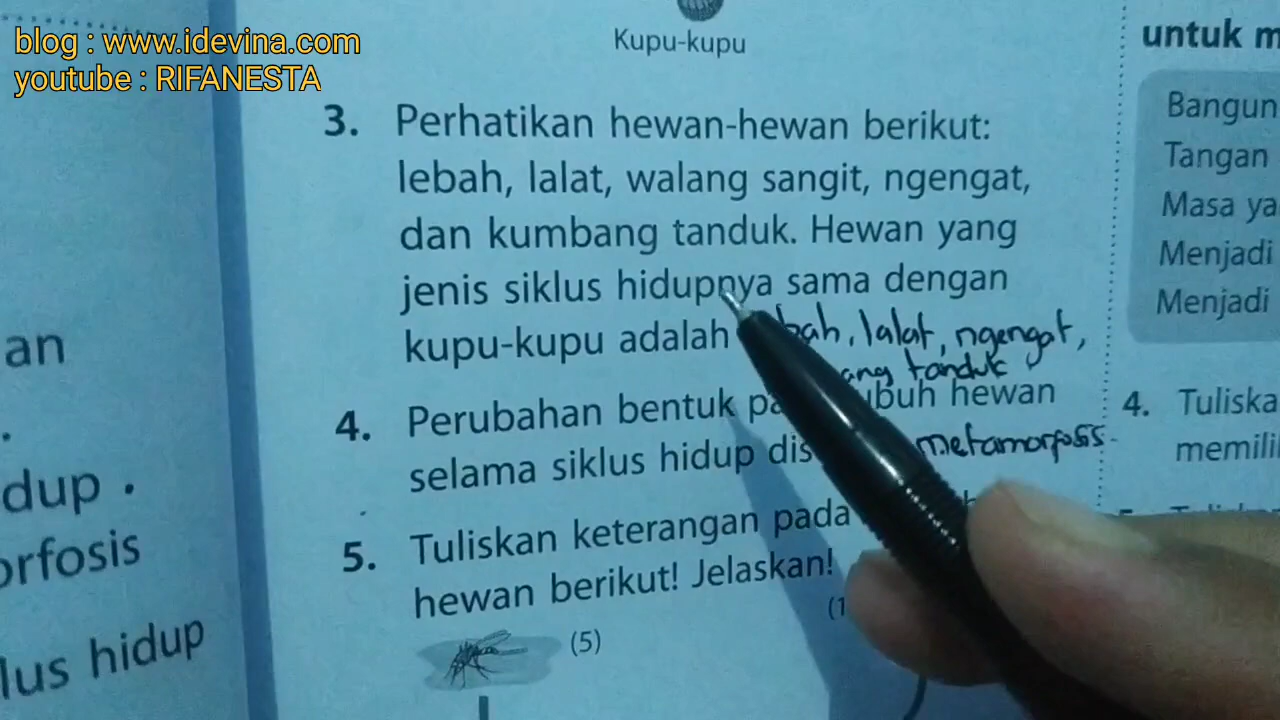 blog : www.idevina.com
youtube : RIFANESTA
an
.
dup .
orfosis
lus hidup
Kupu-kupu
3. Perhatikan hewan-hewan berikut:
lebah, lalat, walang sangit, ngengat,
dan kumbang tanduk. Hewan yang
jenis siklus hidupnya sama dengan
kupu-kupu adalah bah, lalat, ngengat,
ang tanduk
4. Perubahan bentuk pa ubuh hewan
selama siklus hidup dis metamorfosis.
5. Tuliskan keterangan pada
hewan berikut! Jelaskan!
(1
(5)
untuk m
Bangun
Tangan
Masa ya
Menjadi
Menjadi
4. Tuliska
memili